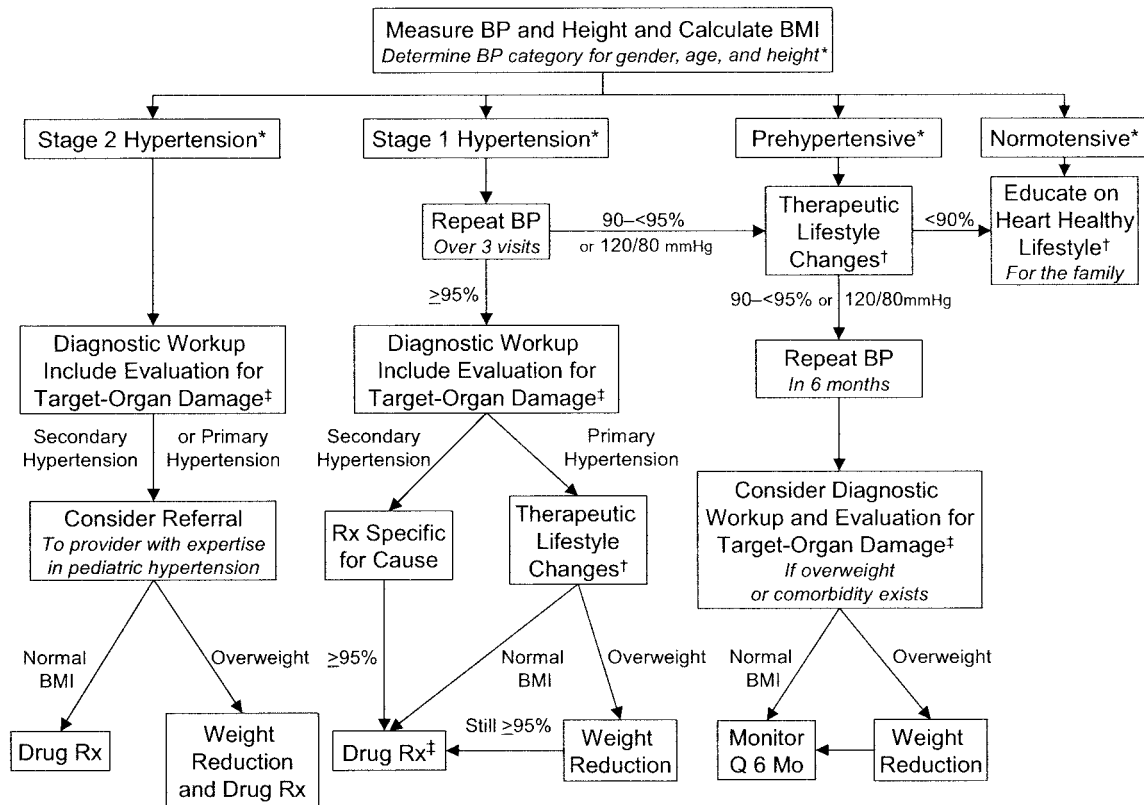 Measure BP and Height and Calculate BMI
Determine BP category for gender, age, and height*
Stage 2 Hypertension*
Stage 1 Hypertension*
Prehypertensive*
Normotensive*
Repeat BP
Over 3 visits
90–<95%
or 120/80 mmHg
Therapeutic
Lifestyle
Changes†
<90%
Educate on
Heart Healthy
Lifestyle†
For the family
≥95%
90–<95% or 120/80mmHg
Diagnostic Workup
Include Evaluation for
Target-Organ Damage‡
Diagnostic Workup
Include Evaluation for
Target-Organ Damage‡
Repeat BP
In 6 months
Secondary
Hypertension
or Primary
Hypertension
Secondary
Hypertension
Primary
Hypertension
Consider Referral
To provider with expertise
in pediatric hypertension
Rx Specific
for Cause
Therapeutic
Lifestyle
Changes†
Consider Diagnostic
Workup and Evaluation for
Target-Organ Damage‡
If overweight
or comorbidity exists
Normal
BMI
Overweight
≥95%
Normal
BMI
Overweight
Normal
BMI
Overweight
Drug Rx
Weight
Reduction
and Drug Rx
Drug Rx‡
Still ≥95%
Weight
Reduction
Monitor
Q 6 Mo
Weight
Reduction